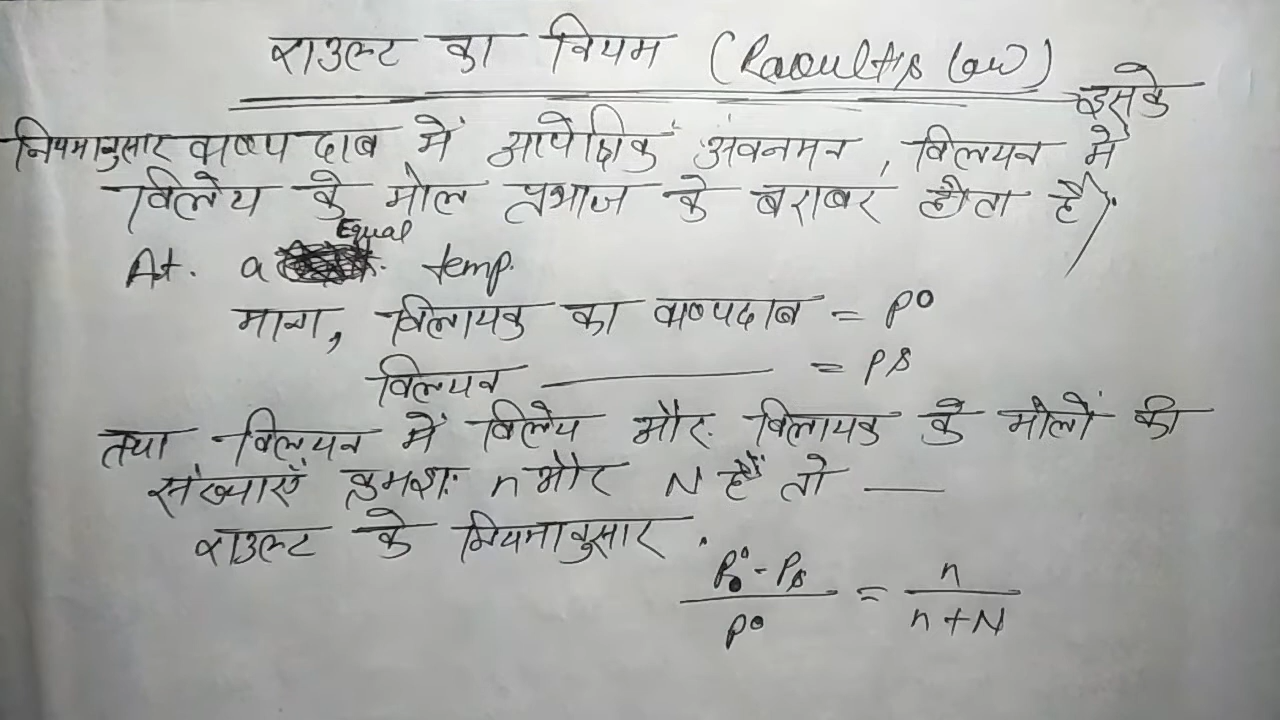 राउल्ट का नियम (Raoult's Law)
इसके
नियमानुसार वाष्प दाब में आपेक्षिक अवनमन, विलयन में
विलेय के मोल प्रभाज के बराबर होता है।
Equal
At. a temp.
माना, विलायक का वाष्पदाब = P°
विलयन ——— = Ps
तथा विलयन में विलेय और विलायक के मोलों की
संख्याएँ क्रमशः n और N हैं तो —
राउल्ट के नियमानुसार.
P°-Ps / P° = n / n+N